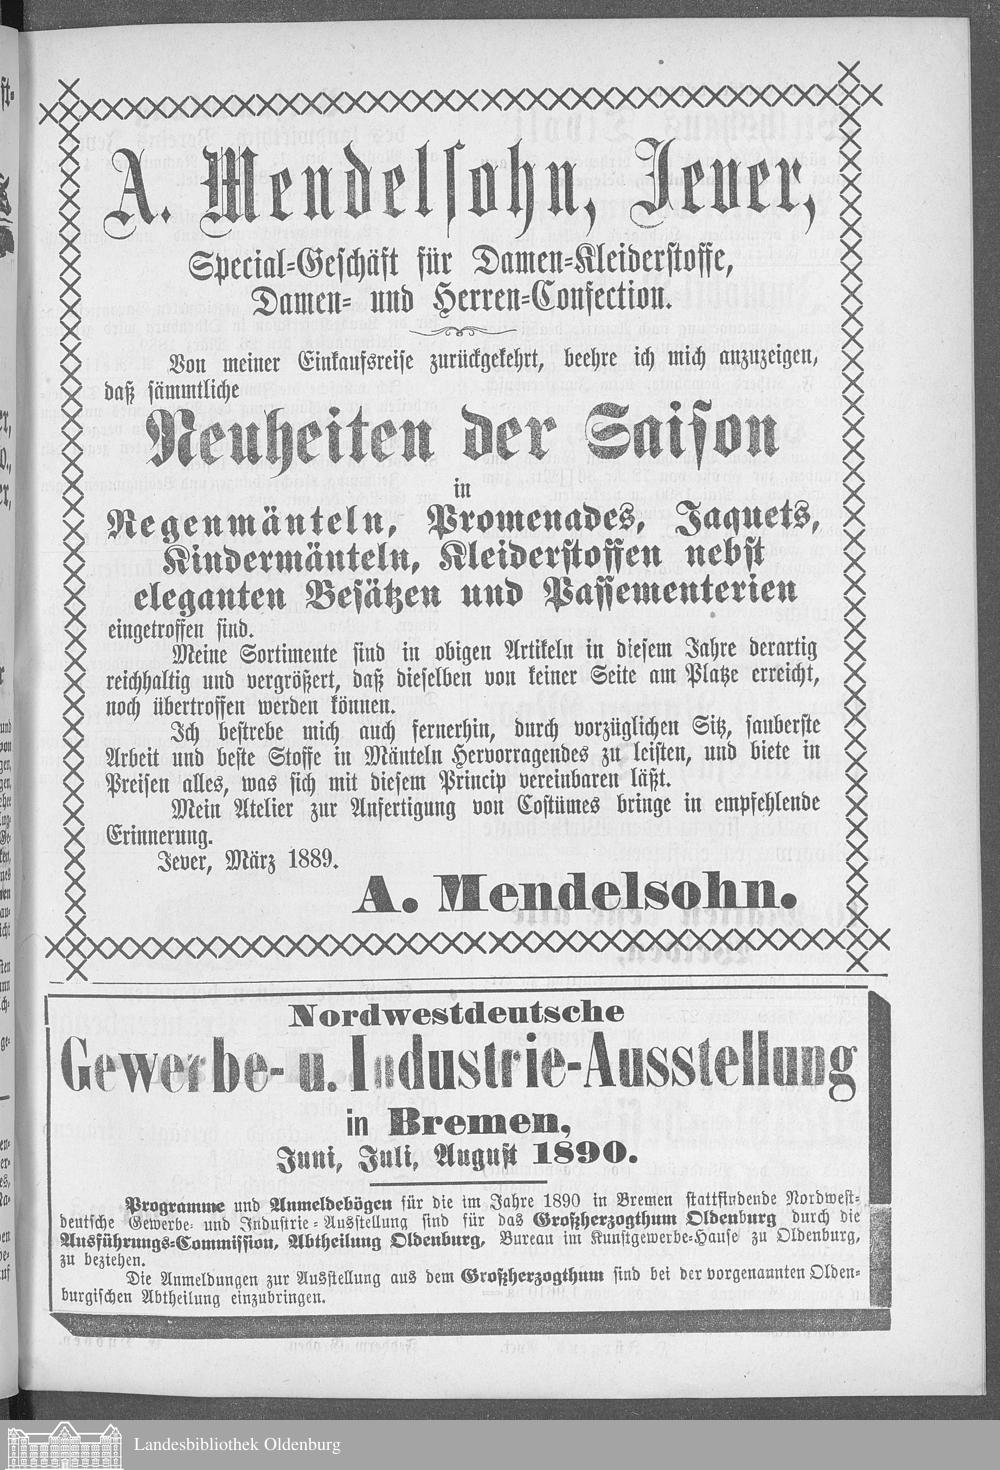 A. Mendelsohn, Jever,
Special-Geschäft für Damen-Kleiderstoffe,
Damen- und Herren-Confection.
Von meiner Einkaufsreise zurückgekehrt, beehre ich mich anzuzeigen,
daß sämmtliche
Neuheiten der Saison
in
Regenmänteln, Promenades, Jaquets,
Kindermänteln, Kleiderstoffen nebst
eleganten Besätzen und Passementerien
eingetroffen sind.
Meine Sortimente sind in obigen Artikeln in diesem Jahre derartig
reichhaltig und vergrößert, daß dieselben von keiner Seite am Platze erreicht,
noch übertroffen werden können.
Ich bestrebe mich auch fernerhin, durch vorzüglichen Sitz, sauberste
Arbeit und beste Stoffe in Mänteln Hervorragendes zu leisten, und biete in
Preisen alles, was sich mit diesem Princip vereinbaren läßt.
Mein Atelier zur Anfertigung von Costümes bringe in empfehlende
Erinnerung.
Jever, März 1889.
A. Mendelsohn.
Nordwestdeutsche
Gewerbe- u. Industrie-Ausstellung
in Bremen,
Juni, Juli, August 1890.
Programme und Anmeldebögen für die im Jahre 1890 in Bremen stattfindende Nordwest-
deutsche Gewerbe- und Industrie-Ausstellung sind für das Großherzogthum Oldenburg durch die
Ausführungs-Commission, Abtheilung Oldenburg, Bureau im Kunstgewerbe-Hause zu Oldenburg,
zu beziehen.
Die Anmeldungen zur Ausstellung aus dem Großherzogthum sind bei der vorgenannten Olden-
burgischen Abtheilung einzubringen.
Landesbibliothek Oldenburg